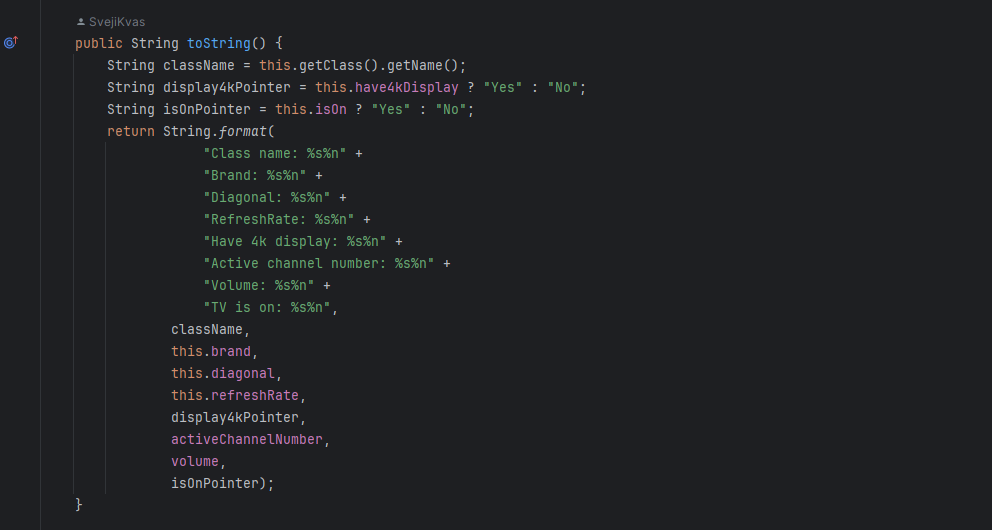 SvejiKvas
public String toString() {
    String className = this.getClass().getName();
    String display4kPointer = this.have4kDisplay ? "Yes" : "No";
    String isOnPointer = this.isOn ? "Yes" : "No";
    return String.format(
                "Class name: %s%n" +
                "Brand: %s%n" +
                "Diagonal: %s%n" +
                "RefreshRate: %s%n" +
                "Have 4k display: %s%n" +
                "Active channel number: %s%n" +
                "Volume: %s%n" +
                "TV is on: %s%n",
            className,
            this.brand,
            this.diagonal,
            this.refreshRate,
            display4kPointer,
            activeChannelNumber,
            volume,
            isOnPointer);
}